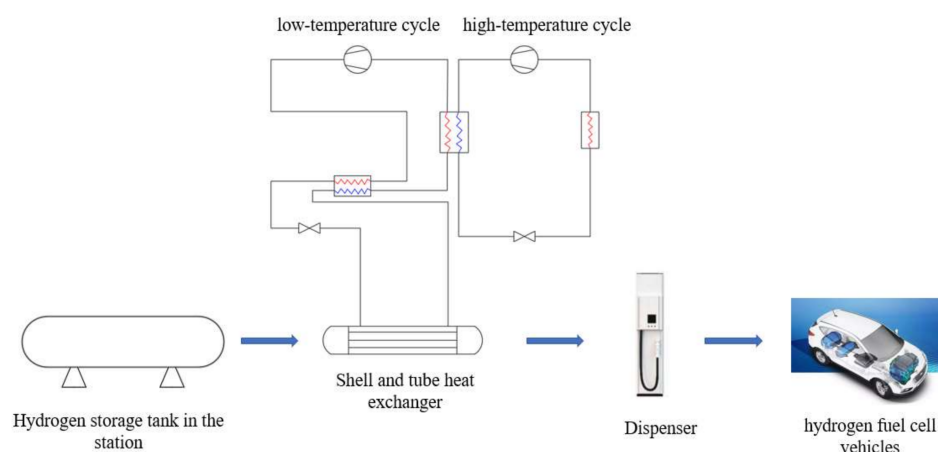 low-temperature cycle
high-temperature cycle
Shell and tube heat
exchanger
Hydrogen storage tank in the
station
Dispenser
hydrogen fuel cell
vehicles